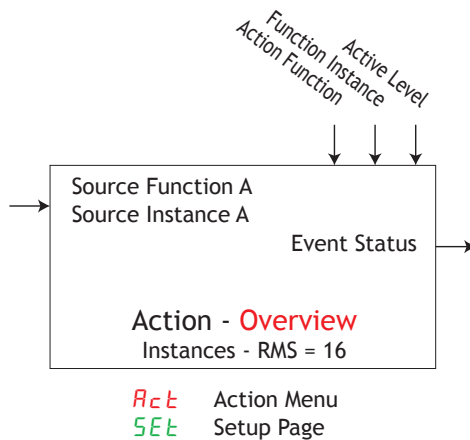 Action Function
Function Instance
Active Level
Source Function A
Source Instance A
Event Status
Action - Overview
Instances - RMS = 16
Act Action Menu
SEt Setup Page